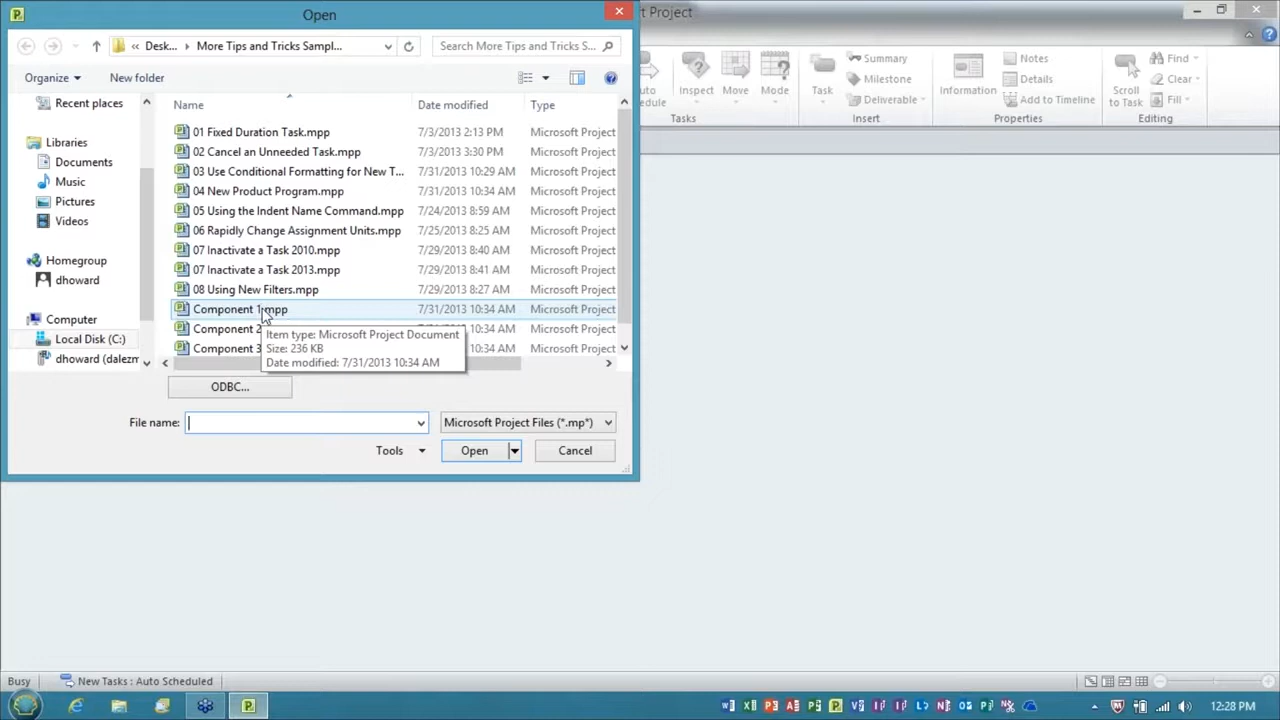 Open
soft Project
Desk...
More Tips and Tricks Sampl...
Search More Tips and Tricks S...
Organize
New folder
Recent places
Libraries
Documents
Music
Pictures
Videos
Homegroup
dhoward
Computer
Local Disk (C:)
dhoward (dalezm
Name
Date modified
Type
01 Fixed Duration Task.mpp 7/3/2013 2:13 PM Microsoft Project
02 Cancel an Unneeded Task.mpp 7/3/2013 3:30 PM Microsoft Project
03 Use Conditional Formatting for New T... 7/31/2013 10:29 AM Microsoft Project
04 New Product Program.mpp 7/31/2013 10:34 AM Microsoft Project
05 Using the Indent Name Command.mpp 7/24/2013 8:59 AM Microsoft Project
06 Rapidly Change Assignment Units.mpp 7/25/2013 8:25 AM Microsoft Project
07 Inactivate a Task 2010.mpp 7/29/2013 8:40 AM Microsoft Project
07 Inactivate a Task 2013.mpp 7/29/2013 8:41 AM Microsoft Project
08 Using New Filters.mpp 7/29/2013 8:27 AM Microsoft Project
Component 1.mpp 7/31/2013 10:34 AM Microsoft Project
Component 2 10:34 AM Microsoft Project
Component 3 10:34 AM Microsoft Project
Item type: Microsoft Project Document
Size: 236 KB
Date modified: 7/31/2013 10:34 AM
ODBC...
File name:
Microsoft Project Files (*.mp*)
Tools
Open
Cancel
Auto
Schedule
Inspect
Move
Mode
Tasks
Task
Summary
Milestone
Deliverable
Insert
Information
Notes
Details
Add to Timeline
Properties
Scroll
to Task
Find
Clear
Fill
Editing
Busy
New Tasks : Auto Scheduled
12:28 PM